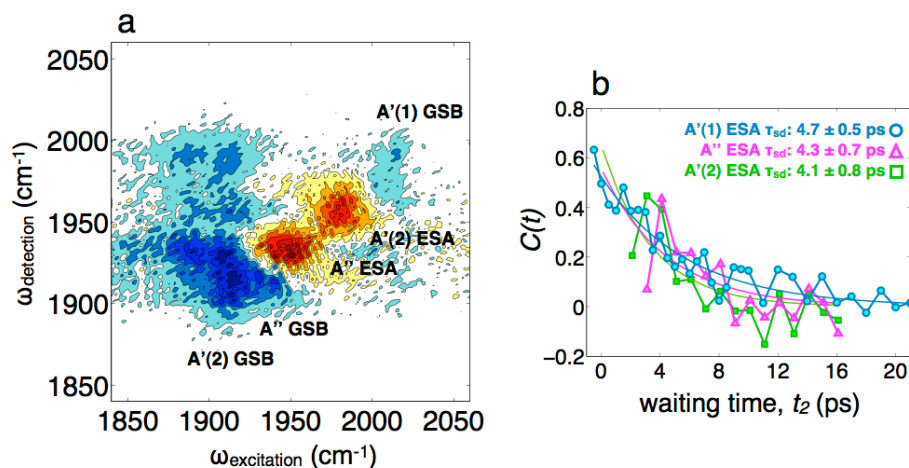 a
2050
2000
1950
1900
1850
ω detection (cm⁻¹)
A'(1) GSB
A'(2) ESA
A'' ESA
A'' GSB
A'(2) GSB
1850
1900
1950
2000
2050
ω excitation (cm⁻¹)
b
0.8
0.6
0.4
0.2
0
−0.2
C(t)
A'(1) ESA τsd: 4.7 ± 0.5 ps
A'' ESA τsd: 4.3 ± 0.7 ps
A'(2) ESA τsd: 4.1 ± 0.8 ps
0
4
8
12
16
20
waiting time, t₂ (ps)